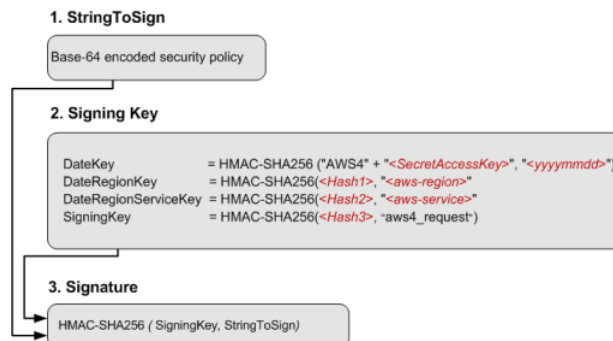 1. StringToSign
Base-64 encoded security policy
2. Signing Key
DateKey = HMAC-SHA256 ("AWS4" + "<SecretAccessKey>", "<yyyymmdd>")
DateRegionKey = HMAC-SHA256(<Hash1>, "<aws-region>"
DateRegionServiceKey = HMAC-SHA256(<Hash2>, "<aws-service>"
SigningKey = HMAC-SHA256(<Hash3>, "aws4_request")
3. Signature
HMAC-SHA256 ( SigningKey, StringToSign)